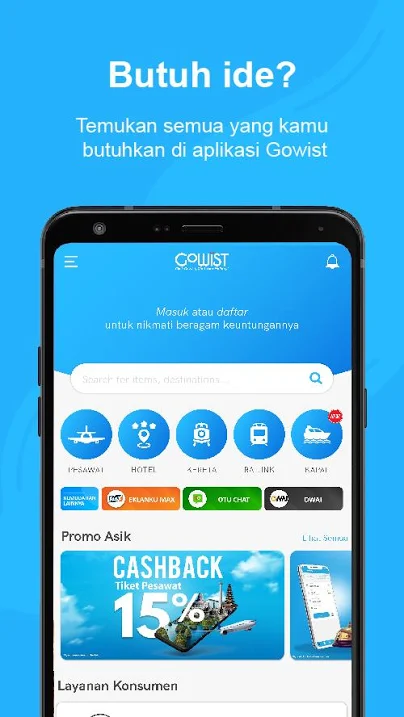 Butuh ide?
Temukan semua yang kamu
butuhkan di aplikasi Gowist
GOWIST
Masuk atau daftar
untuk nikmati beragam keuntungannya
Search for items, destinations...
PESAWAT
HOTEL
KERETA
RAILINK
KAPAL
EKLANKU MAX
OTU CHAT
DWAI
Promo Asik
Lihat Semua
CASHBACK
Tiket Pesawat
15%
Layanan Konsumen